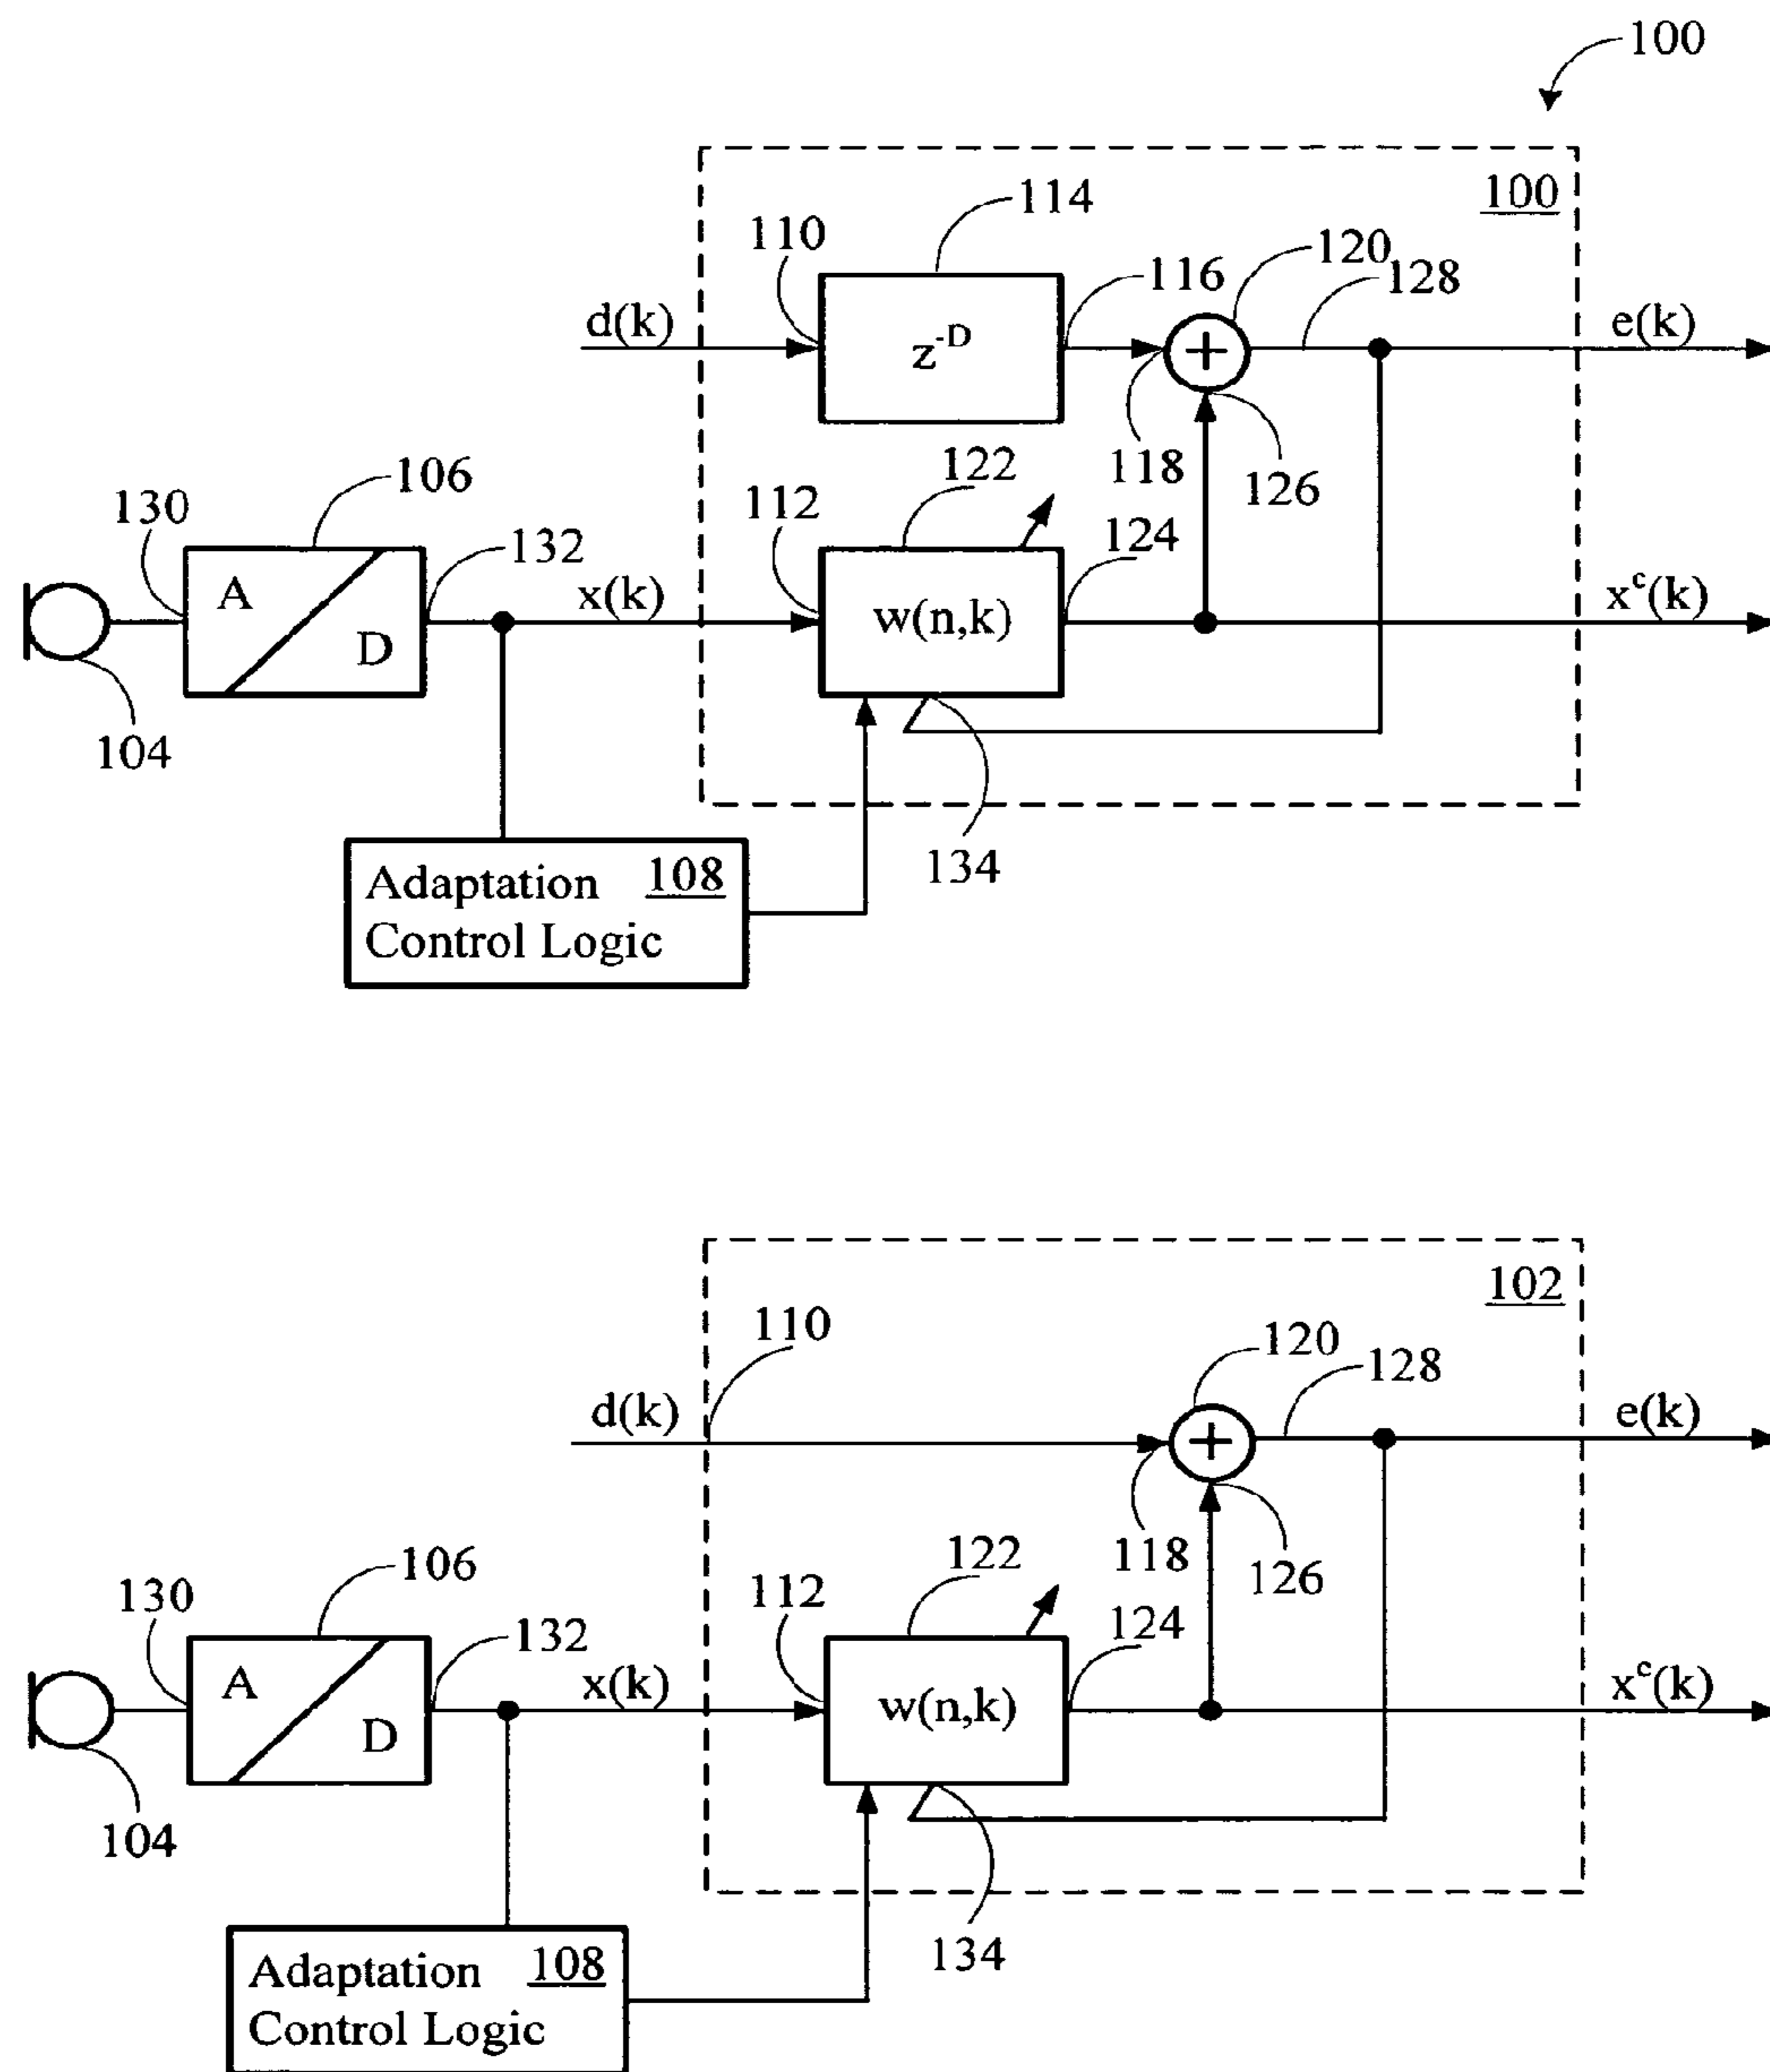 100
100
114
110
120
116
128
d(k)
z^-D
+
e(k)
118
126
106
122
130
112
132
124
A
D
x(k)
w(n,k)
x^c(k)
104
134
Adaptation 108
Control Logic
102
110
120
128
d(k)
+
e(k)
118
126
106
122
130
112
132
124
A
D
x(k)
w(n,k)
x^c(k)
104
134
Adaptation 108
Control Logic